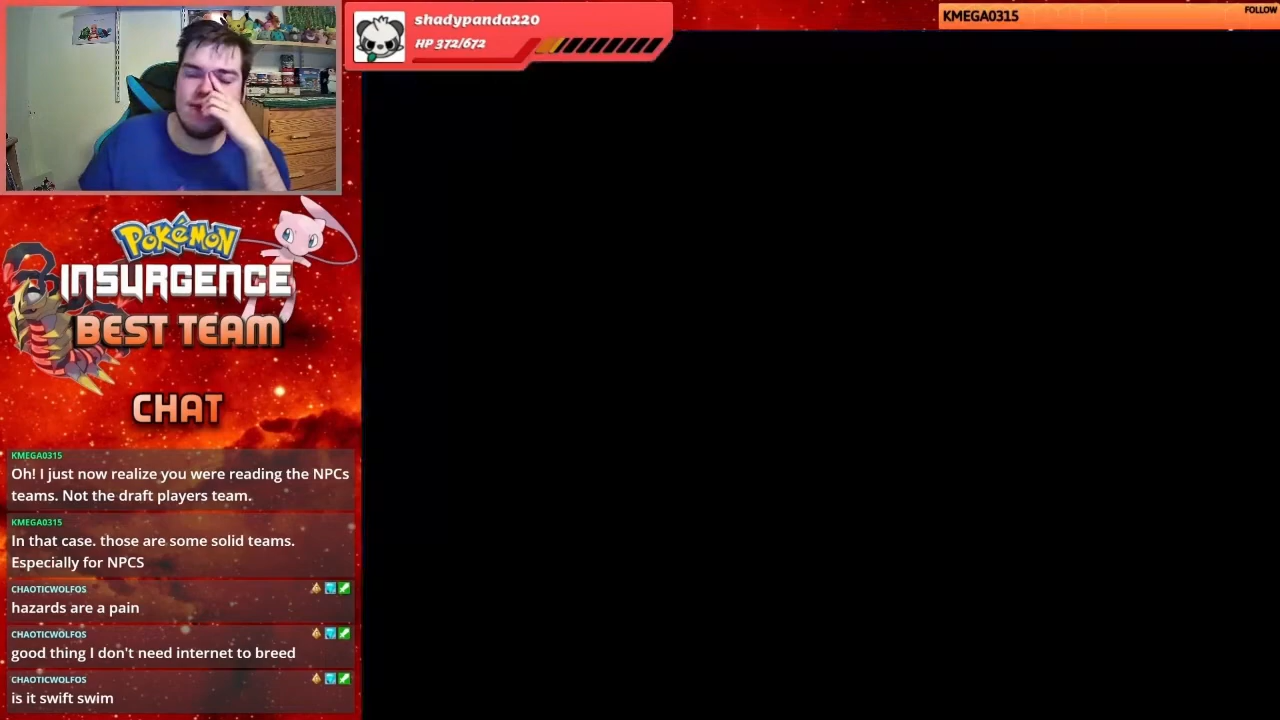 shadypanda220
HP 372/672
KMEGA0315
FOLLOW
POKÉMON
INSURGENCE
BEST TEAM
CHAT
KMEGA0315
Oh! I just now realize you were reading the NPCs
teams. Not the draft players team.
KMEGA0315
In that case. those are some solid teams.
Especially for NPCS
CHAOTICWOLFOS
hazards are a pain
CHAOTICWOLFOS
good thing I don't need internet to breed
CHAOTICWOLFOS
is it swift swim